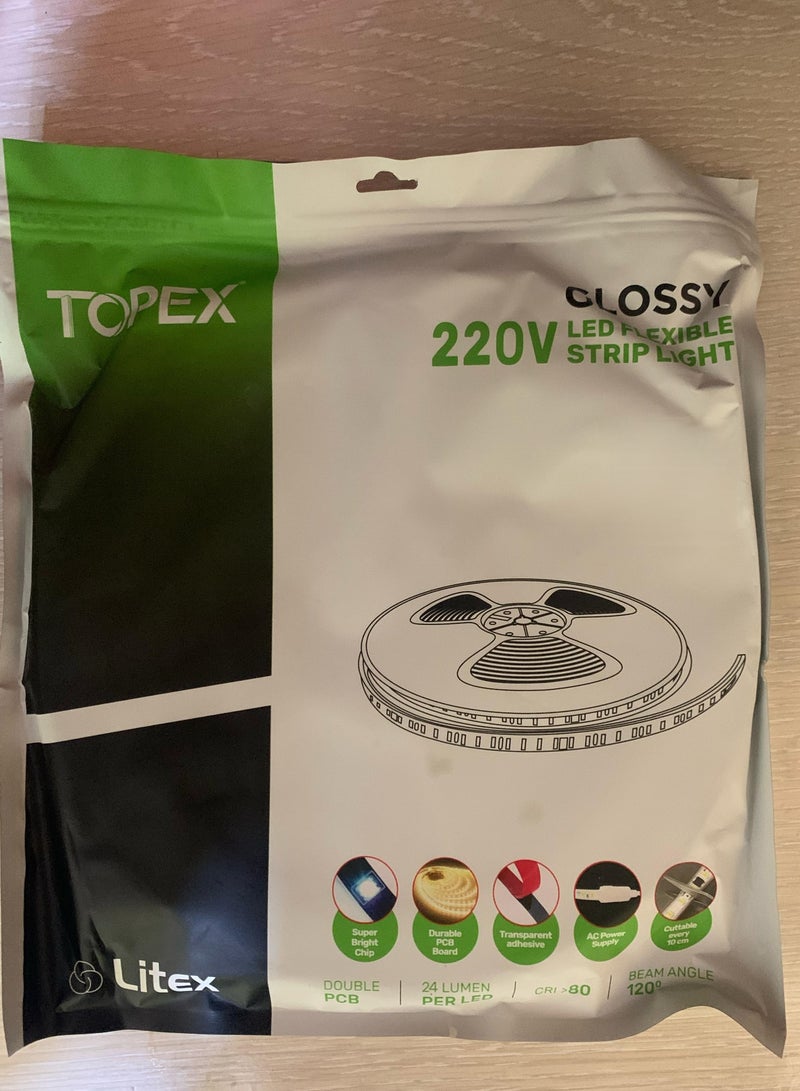 TOPEX
GLOSSY
220V LED FLEXIBLE
STRIP LIGHT
Super
Bright
Chip
Durable
PCB
Board
Transparent
adhesive
AC Power
Supply
Cuttable
every
10 cm
Litex
DOUBLE
PCB
24 LUMEN
PER LED
CRI >80
BEAM ANGLE
120°